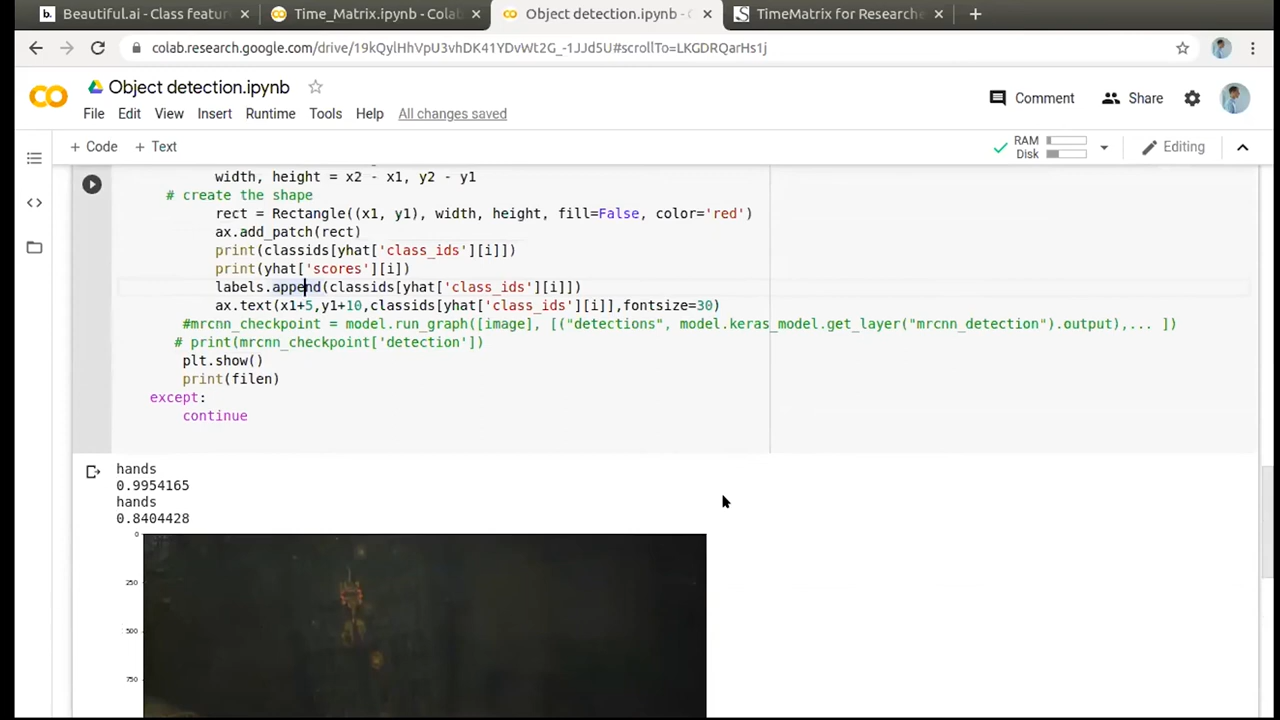 Beautiful.ai - Class featur
Time_Matrix.ipynb - Colab
Object detection.ipynb - C
TimeMatrix for Researche
colab.research.google.com/drive/19kQylHhVpU3vhDK41YDvWt2G_-1JJd5U#scrollTo=LKGDRQarHs1j
Object detection.ipynb
Comment
Share
File Edit View Insert Runtime Tools Help All changes saved
+ Code + Text
RAM
Disk
Editing
width, height = x2 - x1, y2 - y1
# create the shape
rect = Rectangle((x1, y1), width, height, fill=False, color='red')
ax.add_patch(rect)
print(classids[yhat['class_ids'][i]])
print(yhat['scores'][i])
labels.append(classids[yhat['class_ids'][i]])
ax.text(x1+5,y1+10,classids[yhat['class_ids'][i]],fontsize=30)
#mrcnn_checkpoint = model.run_graph([image], [("detections", model.keras_model.get_layer("mrcnn_detection").output),... ])
# print(mrcnn_checkpoint['detection'])
plt.show()
print(filen)
except:
continue
hands
0.9954165
hands
0.8404428
0
250
500
750